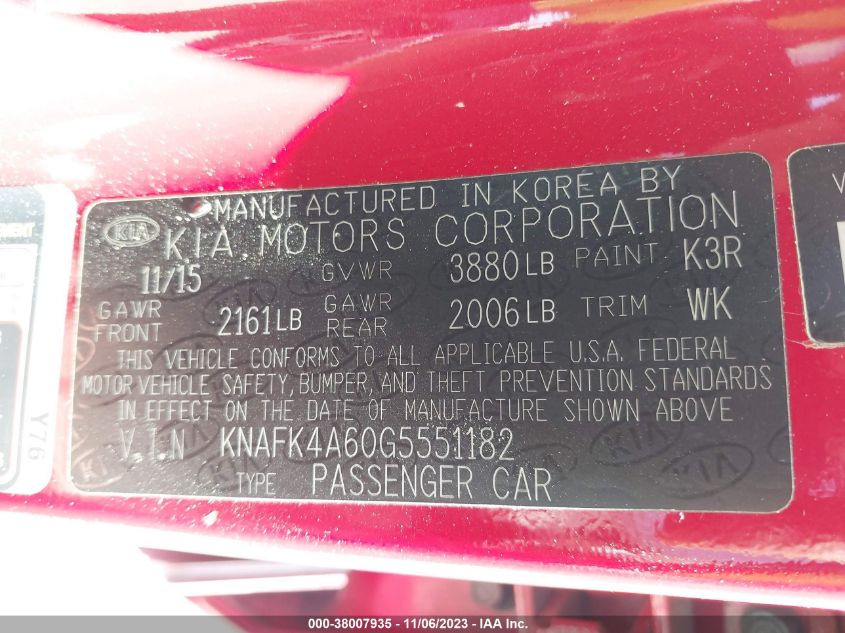 MANUFACTURED IN KOREA BY
KIA KIA MOTORS CORPORATION
11/15 GVWR 3880LB PAINT K3R
GAWR FRONT 2161LB GAWR REAR 2006LB TRIM WK
THIS VEHICLE CONFORMS TO ALL APPLICABLE U.S.A. FEDERAL
MOTOR VEHICLE SAFETY, BUMPER, AND THEFT PREVENTION STANDARDS
IN EFFECT ON THE DATE OF MANUFACTURE SHOWN ABOVE
V.I.N KNAFK4A60G5551182
TYPE PASSENGER CAR
Y76
V
000-38007935 - 11/06/2023 - IAA Inc.